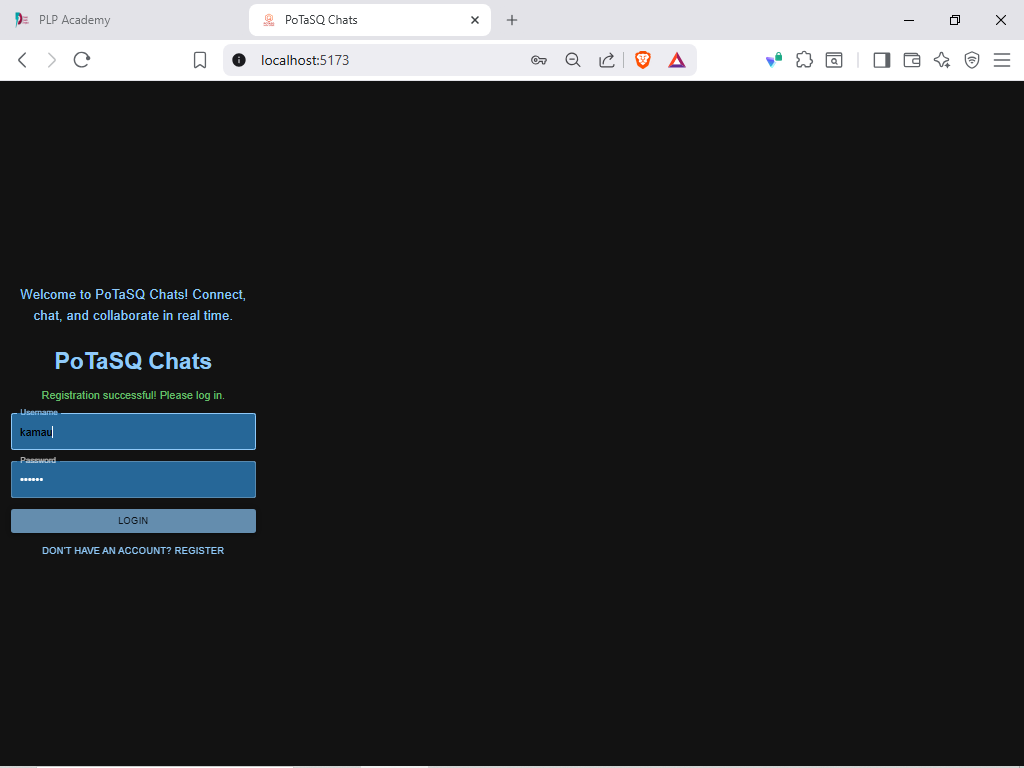 PLP Academy
PoTaSQ Chats
localhost:5173
Welcome to PoTaSQ Chats! Connect,
chat, and collaborate in real time.
PoTaSQ Chats
Registration successful! Please log in.
Username
kamau
Password
LOGIN
DON'T HAVE AN ACCOUNT? REGISTER